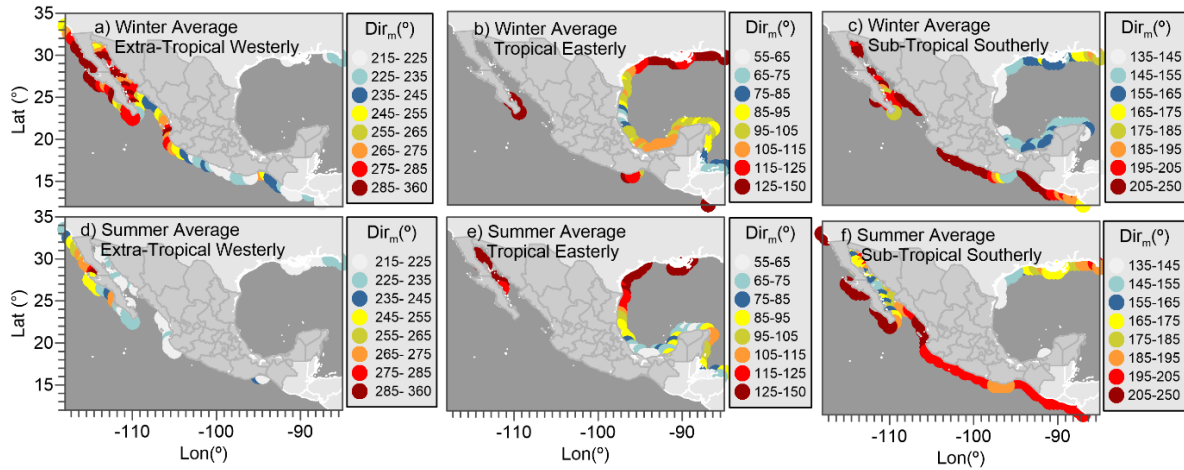 a) Winter Average
Extra-Tropical Westerly
Dir_m(º)
215- 225
225- 235
235- 245
245- 255
255- 265
265- 275
275- 285
285- 360
b) Winter Average
Tropical Easterly
Dir_m(º)
55-65
65-75
75-85
85-95
95-105
105-115
115-125
125-150
c) Winter Average
Sub-Tropical Southerly
Dir_m(º)
135-145
145-155
155-165
165-175
175-185
185-195
195-205
205-250
35
30
25
20
15
Lat (º)
d) Summer Average
Extra-Tropical Westerly
Dir_m(º)
215- 225
225- 235
235- 245
245- 255
255- 265
265- 275
275- 285
285- 360
e) Summer Average
Tropical Easterly
Dir_m(º)
55-65
65-75
75-85
85-95
95-105
105-115
115-125
125-150
f) Summer Average
Sub-Tropical Southerly
Dir_m(º)
135-145
145-155
155-165
165-175
175-185
185-195
195-205
205-250
35
30
25
20
15
Lat (º)
-110 -100 -90
Lon(º)
-110 -100 -90
Lon(º)
-110 -100 -90
Lon(º)